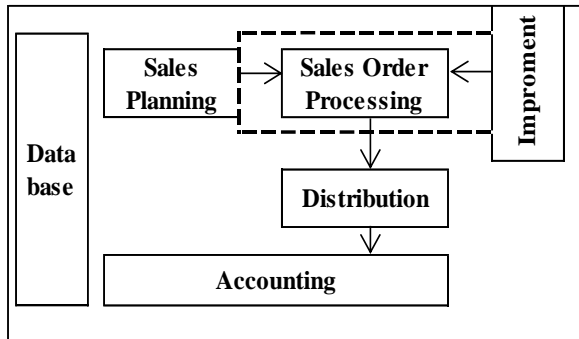 Sales
Planning
Sales Order
Processing
Improment
Data
base
Distribution
Accounting